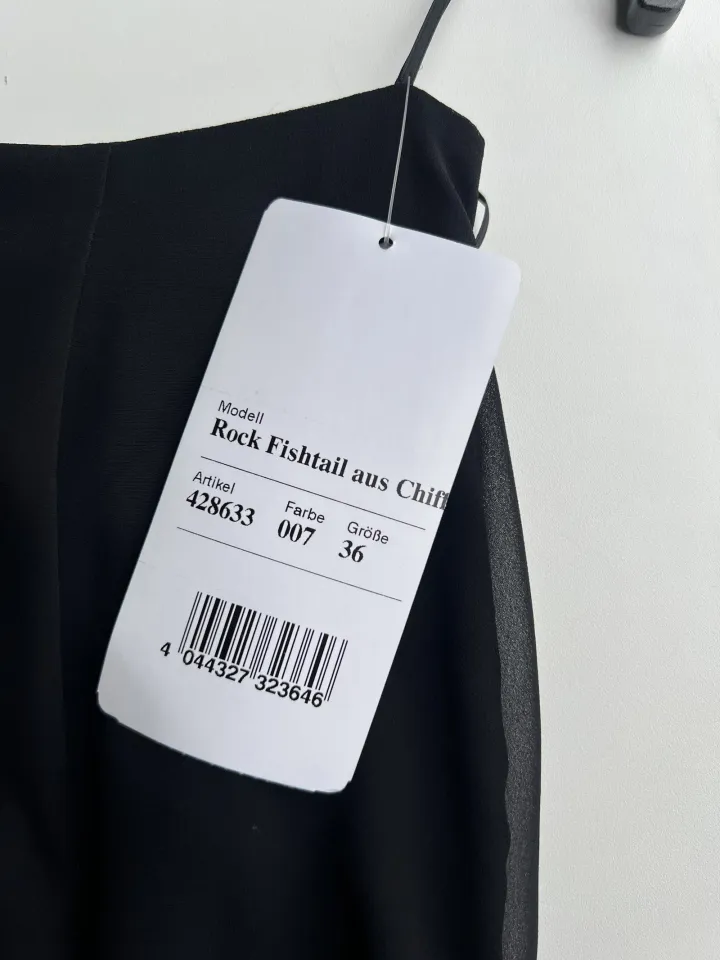 Modell
Rock Fishtail aus Chiff
Artikel Farbe Größe
428633 007 36
4 044327 323646